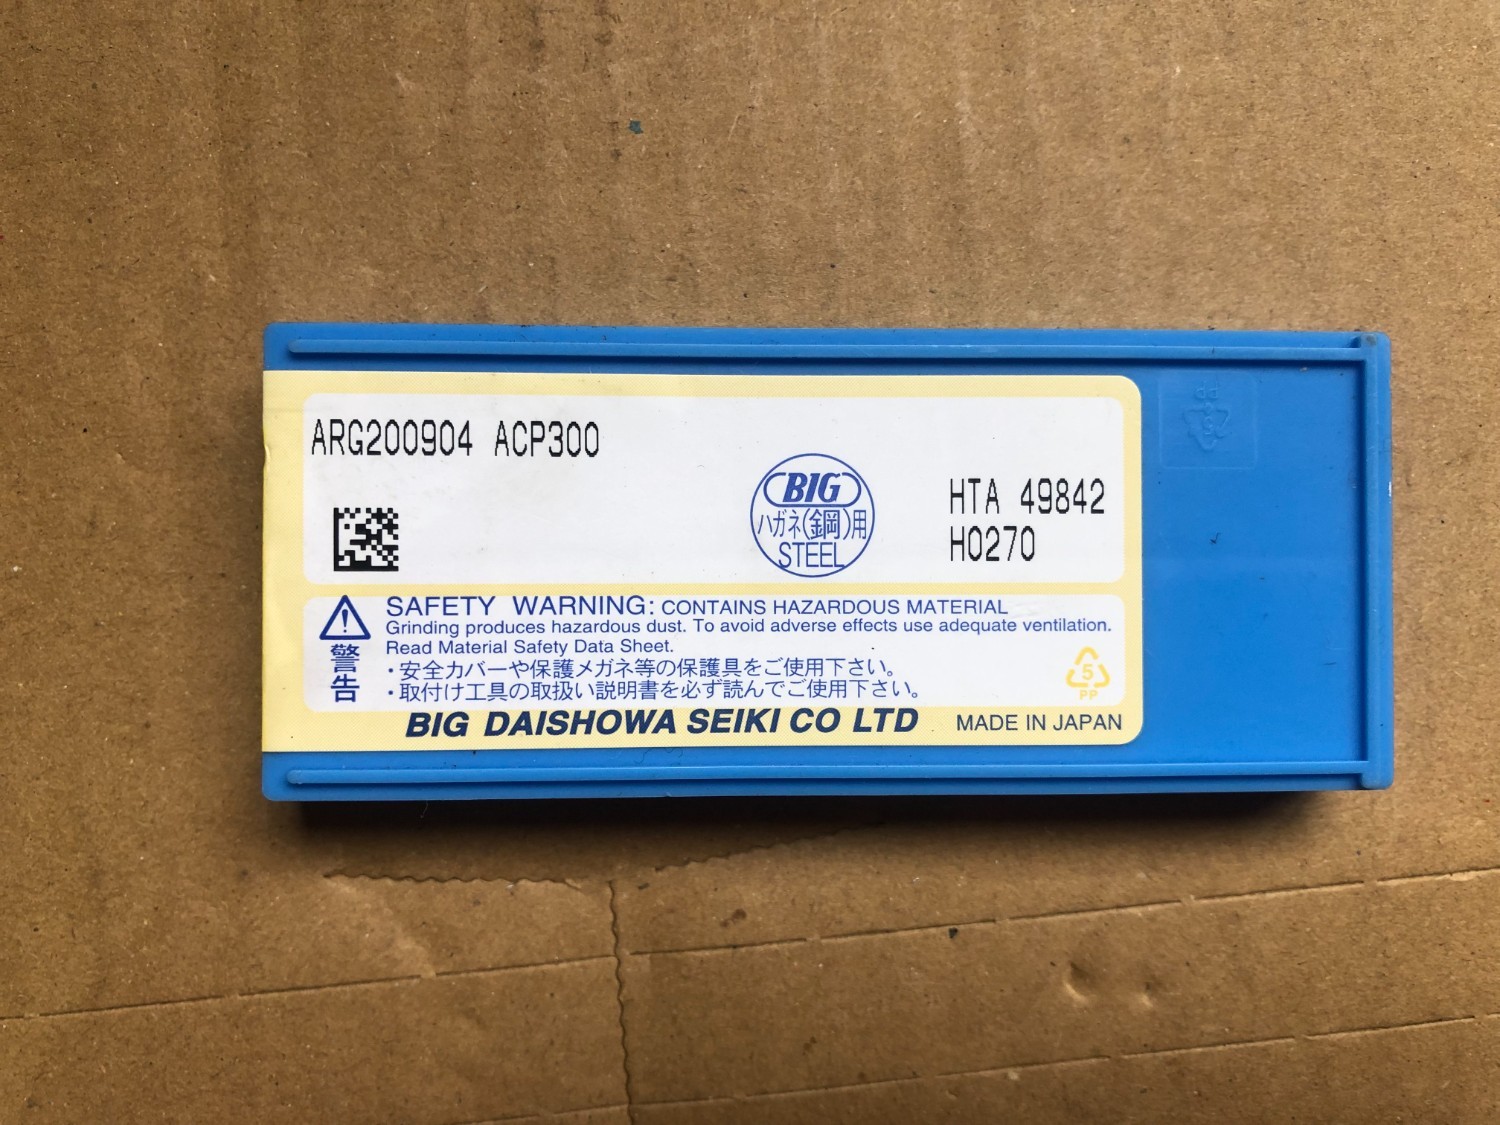 ARG200904 ACP300
BIG
ハガネ(鋼)用
STEEL
HTA 49842
H0270
SAFETY WARNING: CONTAINS HAZARDOUS MATERIAL
Grinding produces hazardous dust. To avoid adverse effects use adequate ventilation.
Read Material Safety Data Sheet.
警告
・安全カバーや保護メガネ等の保護具をご使用下さい。
・取付け工具の取扱い説明書を必ず読んでご使用下さい。
5
PP
BIG DAISHOWA SEIKI CO LTD
MADE IN JAPAN